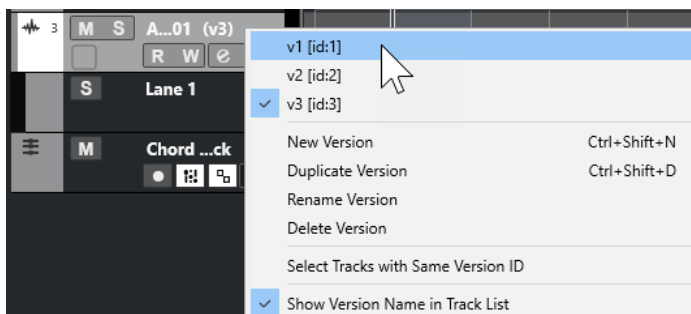 3 M S A...01 (v3)
R W e
S Lane 1
M Chord ...ck
v1 [id:1]
v2 [id:2]
v3 [id:3]
New Version Ctrl+Shift+N
Duplicate Version Ctrl+Shift+D
Rename Version
Delete Version
Select Tracks with Same Version ID
Show Version Name in Track List